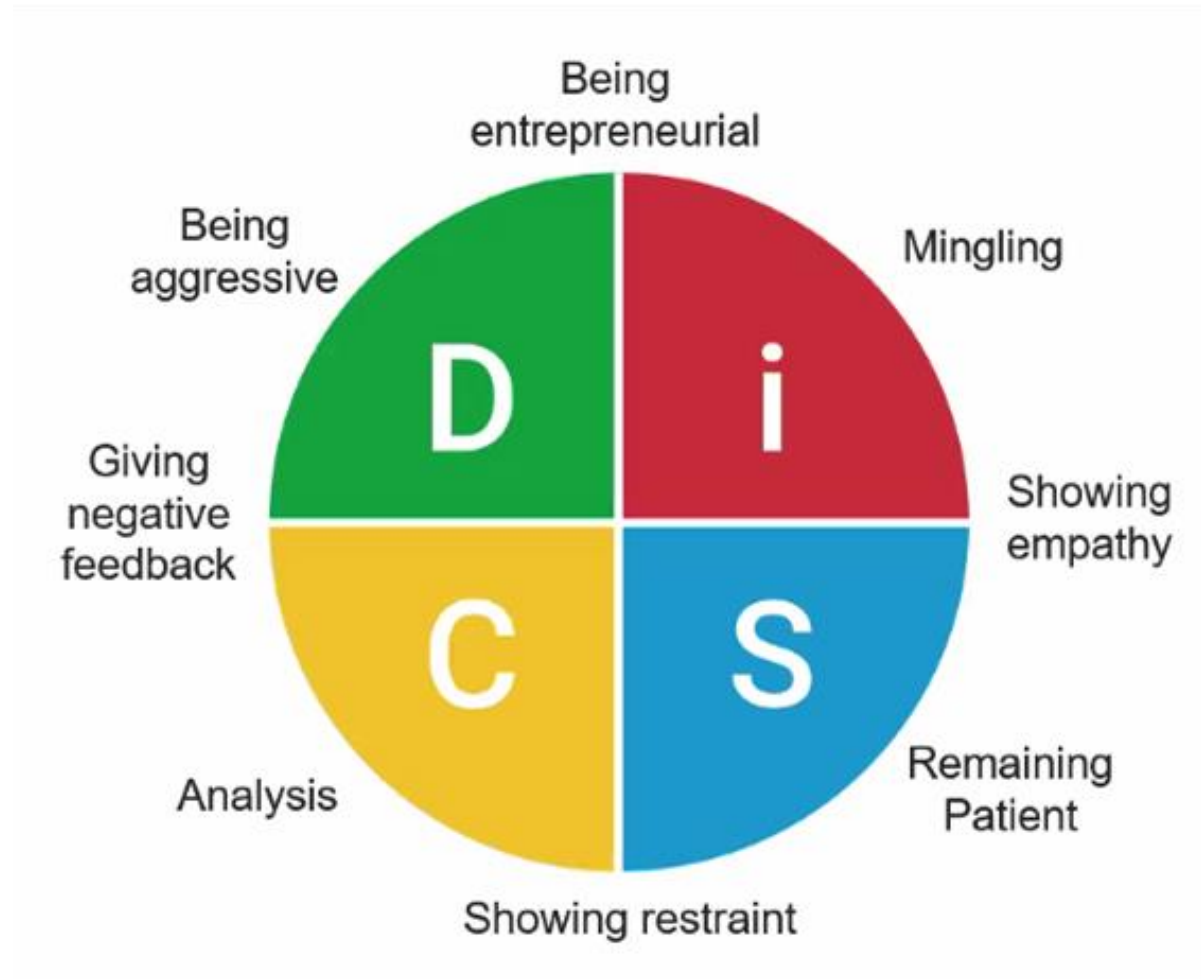 Being
entrepreneurial
Being
aggressive
Mingling
D
i
Giving
negative
feedback
Showing
empathy
C
S
Analysis
Remaining
Patient
Showing restraint